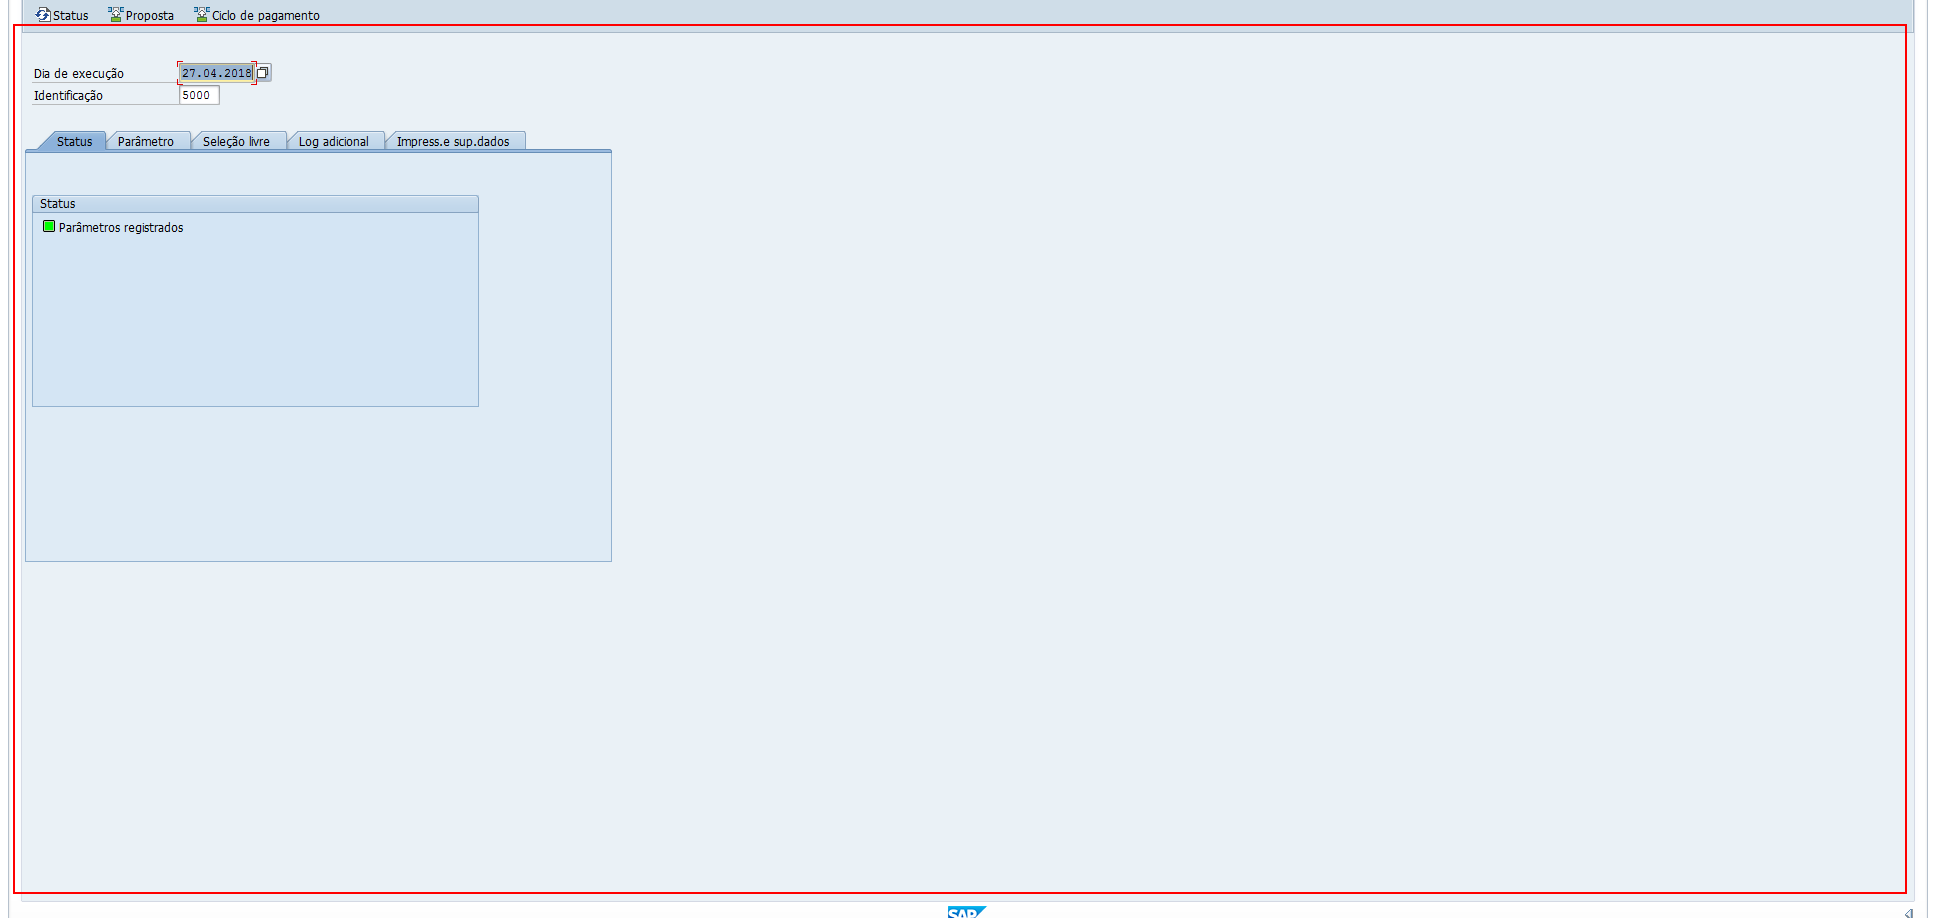 Status Proposta Ciclo de pagamento
Dia de execução 27.04.2018
Identificação 5000
Status Parâmetro Seleção livre Log adicional Impress.e sup.dados
Status
Parâmetros registrados
SAP